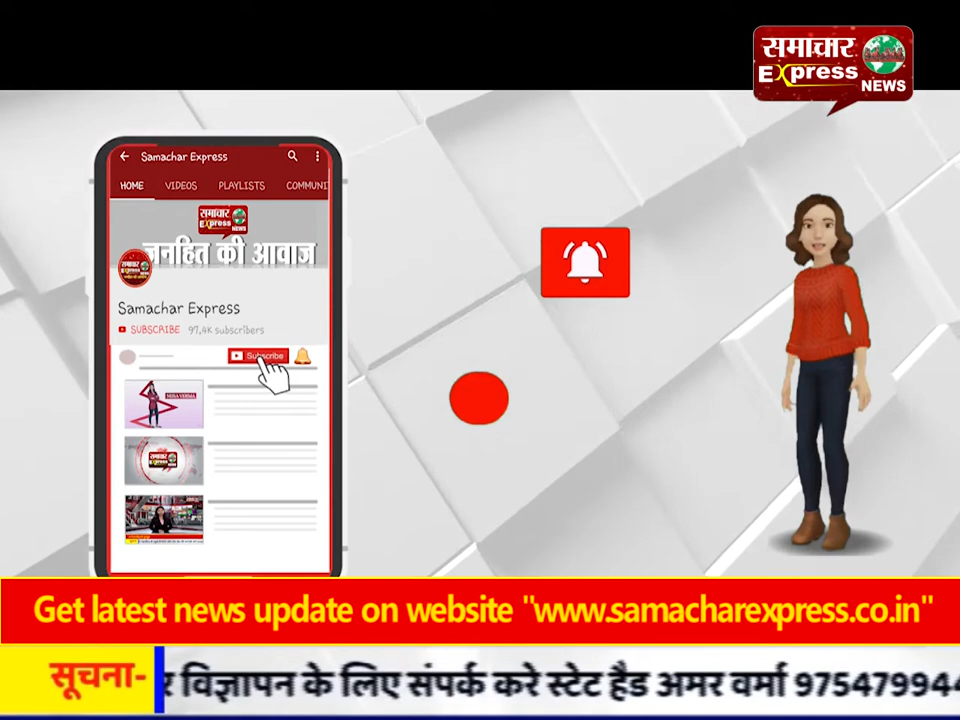 समाचार
Express
NEWS
Samachar Express
HOME VIDEOS PLAYLISTS COMMUNI
समाचार
Express
NEWS
जनहित की आवाज
Samachar Express
SUBSCRIBE 97,4K subscribers
Subscribe
Get latest news update on website "www.samacharexpress.co.in"
सूचना- र विज्ञापन के लिए संपर्क करे स्टेट हैड अमर वर्मा 975479944